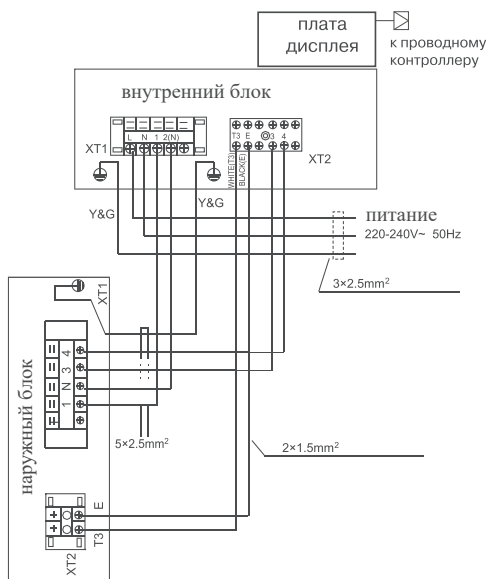 плата
дисплея
к проводному
контроллеру
внутренний блок
L N 1 2(N)
XT1
T3 E 3 4
XT2
WHITE(T3)
BLACK(E)
Y&G
Y&G
питание
220-240V~ 50Hz
3×2.5mm²
XT1
наружный блок
4
3
N
1
5×2.5mm²
2×1.5mm²
E
T3
XT2